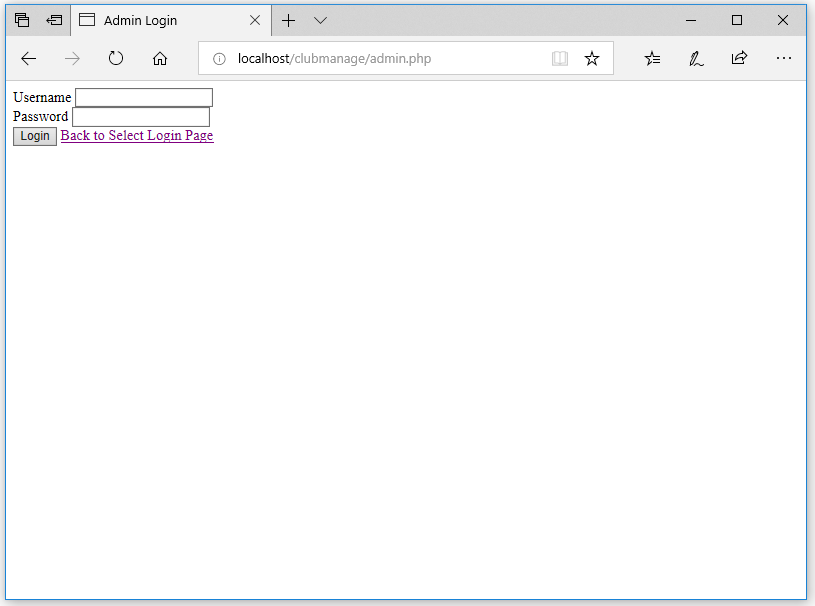 Admin Login
localhost/clubmanage/admin.php
Username
Password
Login Back to Select Login Page